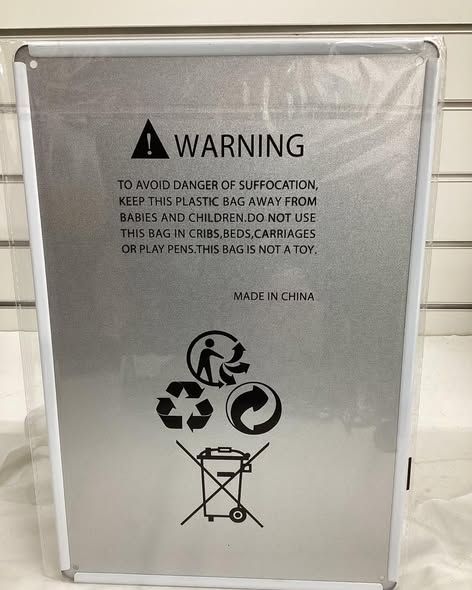 WARNING
TO AVOID DANGER OF SUFFOCATION,
KEEP THIS PLASTIC BAG AWAY FROM
BABIES AND CHILDREN.DO NOT USE
THIS BAG IN CRIBS,BEDS,CARRIAGES
OR PLAY PENS.THIS BAG IS NOT A TOY.
MADE IN CHINA